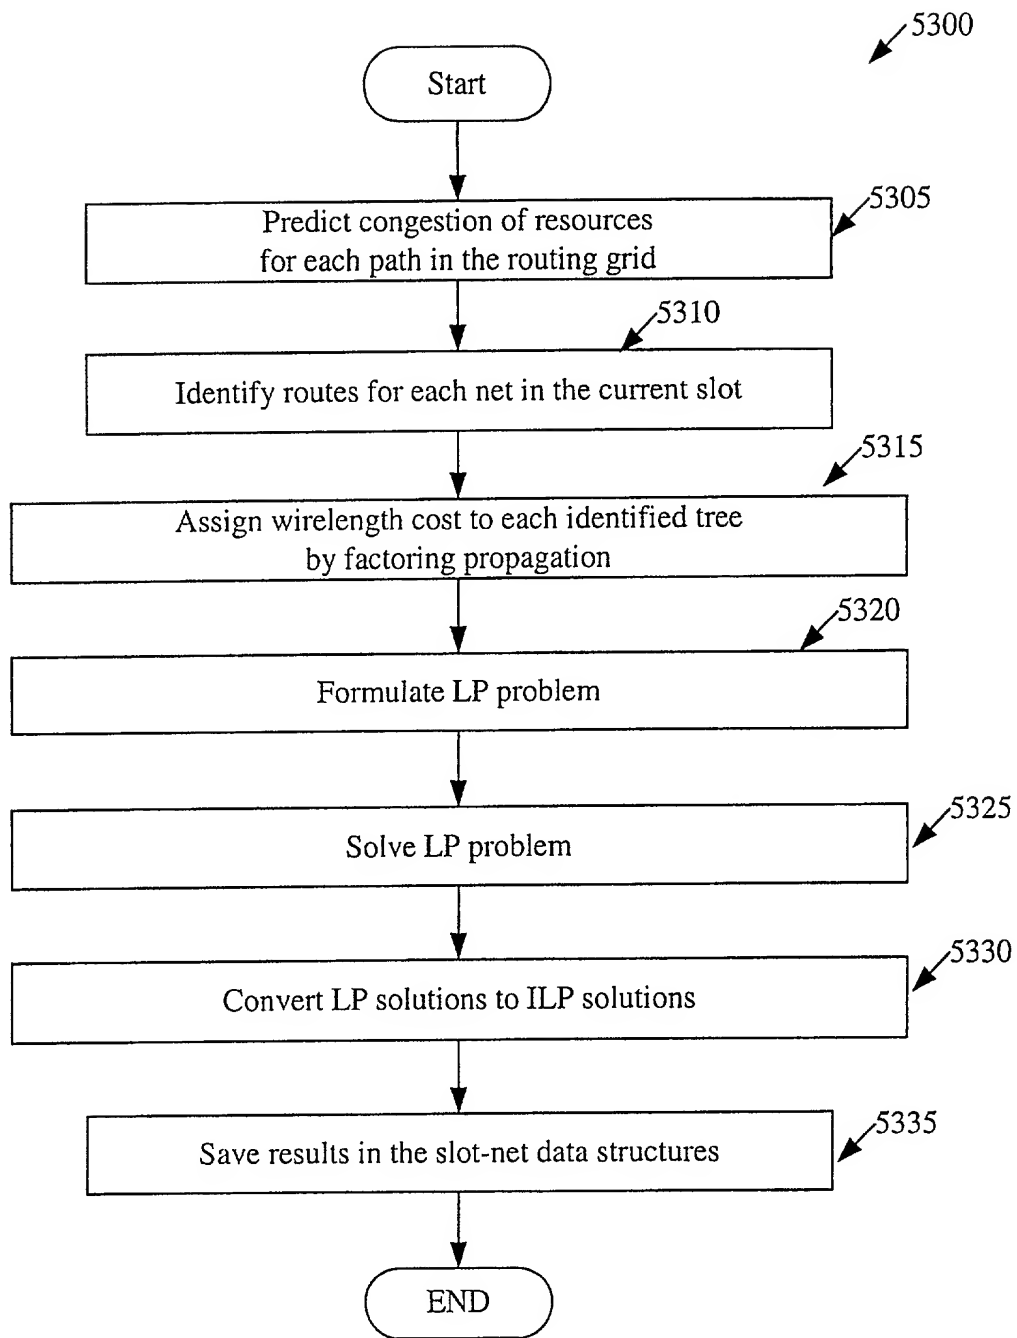 5300
Start
5305
Predict congestion of resources
for each path in the routing grid
5310
Identify routes for each net in the current slot
5315
Assign wirelength cost to each identified tree
by factoring propagation
5320
Formulate LP problem
5325
Solve LP problem
5330
Convert LP solutions to ILP solutions
5335
Save results in the slot-net data structures
END